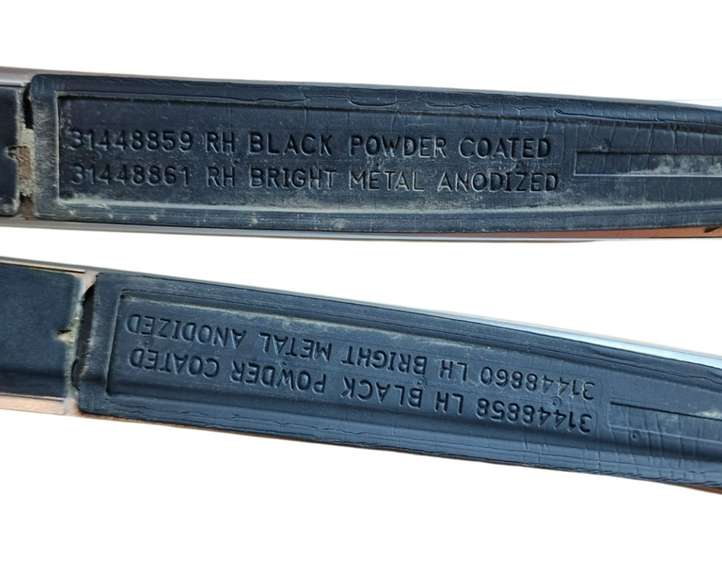 31448859 RH BLACK POWDER COATED
31448861 RH BRIGHT METAL ANODIZED
31448858 LH BLACK POWDER COATED
31448860 LH BRIGHT METAL ANODIZED